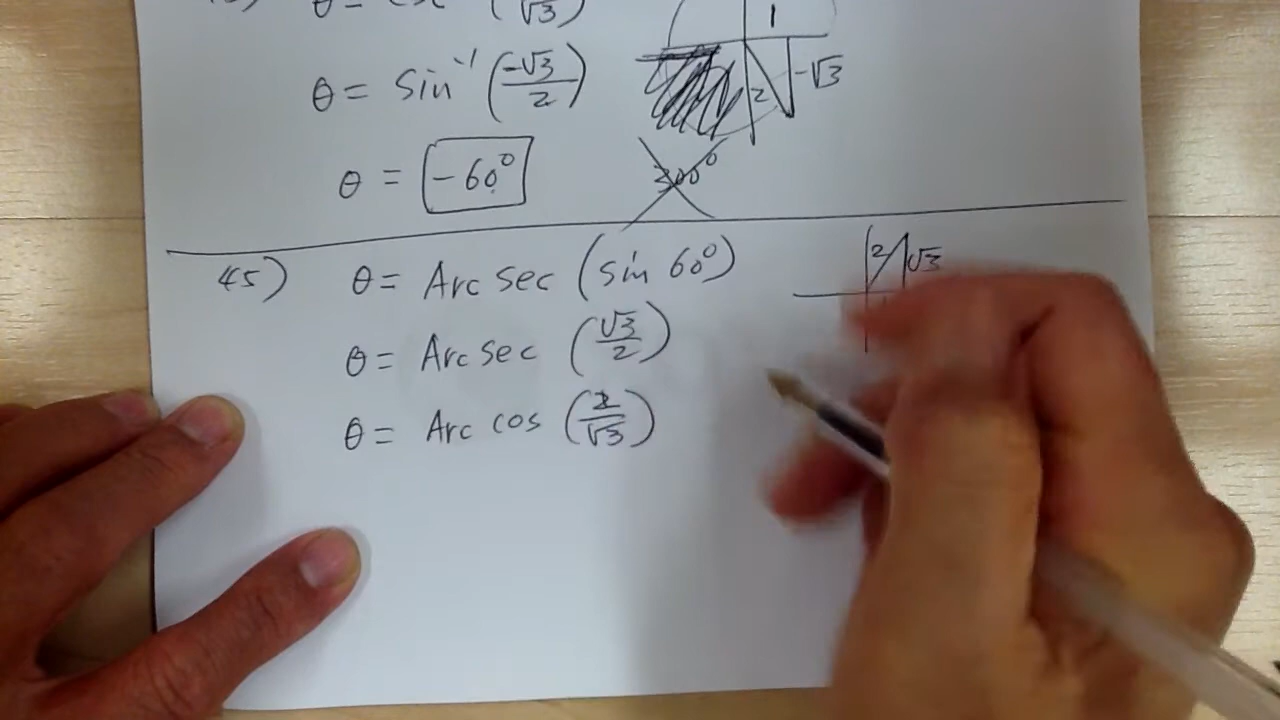 θ =      (  /√3)
θ = sin⁻¹ (-√3/2)
θ = -60°
1
2
-√3
300°
45) θ = Arc sec (sin 60°)
2 √3
θ = Arc sec (√3/2)
θ = Arc cos (2/√3)